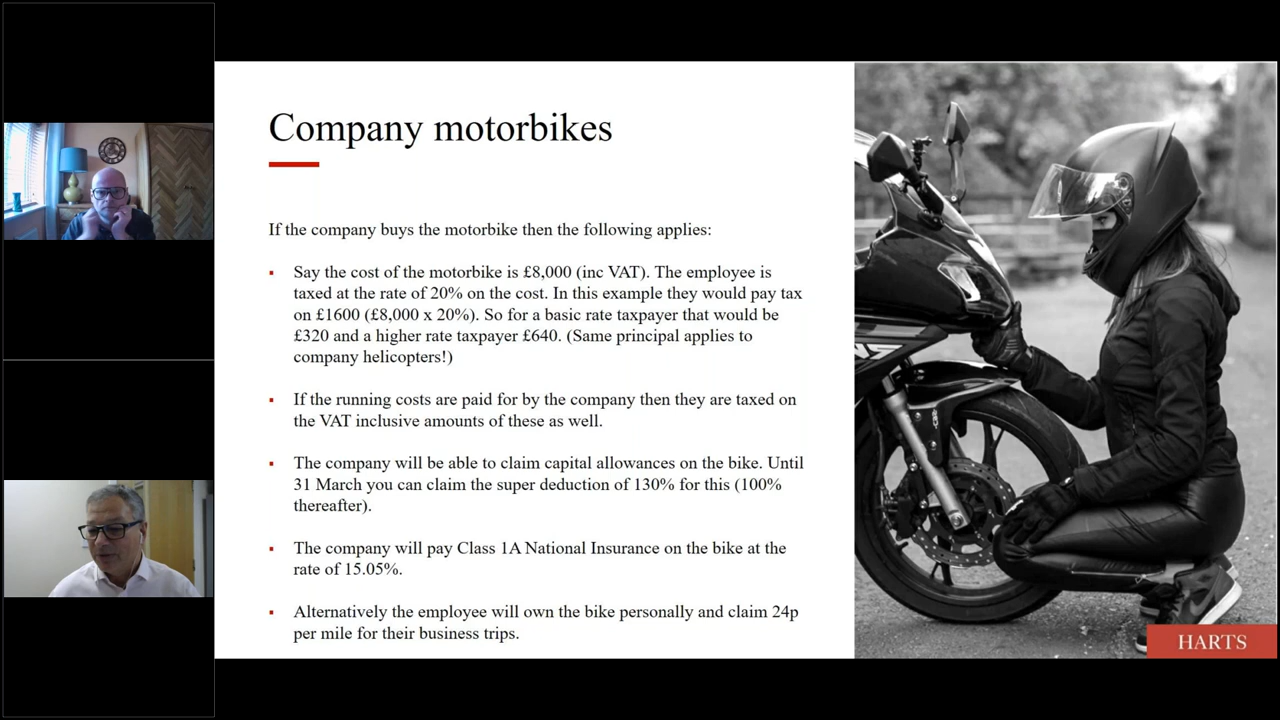 Company motorbikes
If the company buys the motorbike then the following applies:
▪ Say the cost of the motorbike is £8,000 (inc VAT). The employee is
taxed at the rate of 20% on the cost. In this example they would pay tax
on £1600 (£8,000 x 20%). So for a basic rate taxpayer that would be
£320 and a higher rate taxpayer £640. (Same principal applies to
company helicopters!)
▪ If the running costs are paid for by the company then they are taxed on
the VAT inclusive amounts of these as well.
▪ The company will be able to claim capital allowances on the bike. Until
31 March you can claim the super deduction of 130% for this (100%
thereafter).
▪ The company will pay Class 1A National Insurance on the bike at the
rate of 15.05%.
▪ Alternatively the employee will own the bike personally and claim 24p
per mile for their business trips.
HARTS